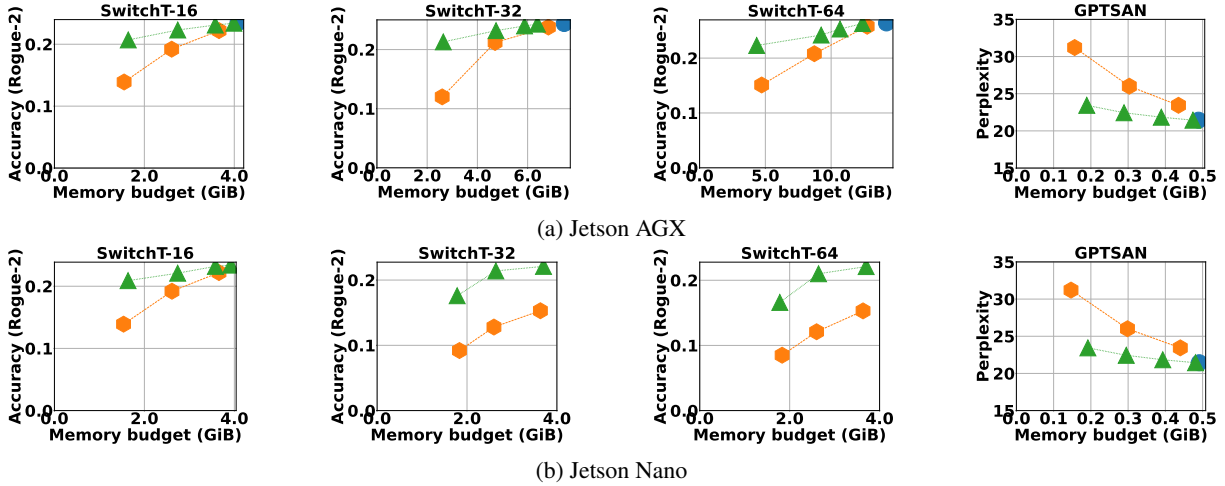 SwitchT-16 SwitchT-32 SwitchT-64 GPTSAN
Accuracy (Rogue-2) 0.2 0.1 0.0
0.0 2.0 4.0
Memory budget (GiB)
Accuracy (Rogue-2) 0.2 0.1 0.0
0.0 2.0 4.0 6.0
Memory budget (GiB)
Accuracy (Rogue-2) 0.2 0.1 0.0
0.0 5.0 10.0
Memory budget (GiB)
Perplexity 35 30 25 20 15
0.0 0.1 0.2 0.3 0.4 0.5
Memory budget (GiB)
(a) Jetson AGX
SwitchT-16 SwitchT-32 SwitchT-64 GPTSAN
Accuracy (Rogue-2) 0.2 0.1 0.0
0.0 2.0 4.0
Memory budget (GiB)
Accuracy (Rogue-2) 0.2 0.1 0.0
0.0 2.0 4.0
Memory budget (GiB)
Accuracy (Rogue-2) 0.2 0.1 0.0
0.0 2.0 4.0
Memory budget (GiB)
Perplexity 35 30 25 20 15
0.0 0.1 0.2 0.3 0.4 0.5
Memory budget (GiB)
(b) Jetson Nano